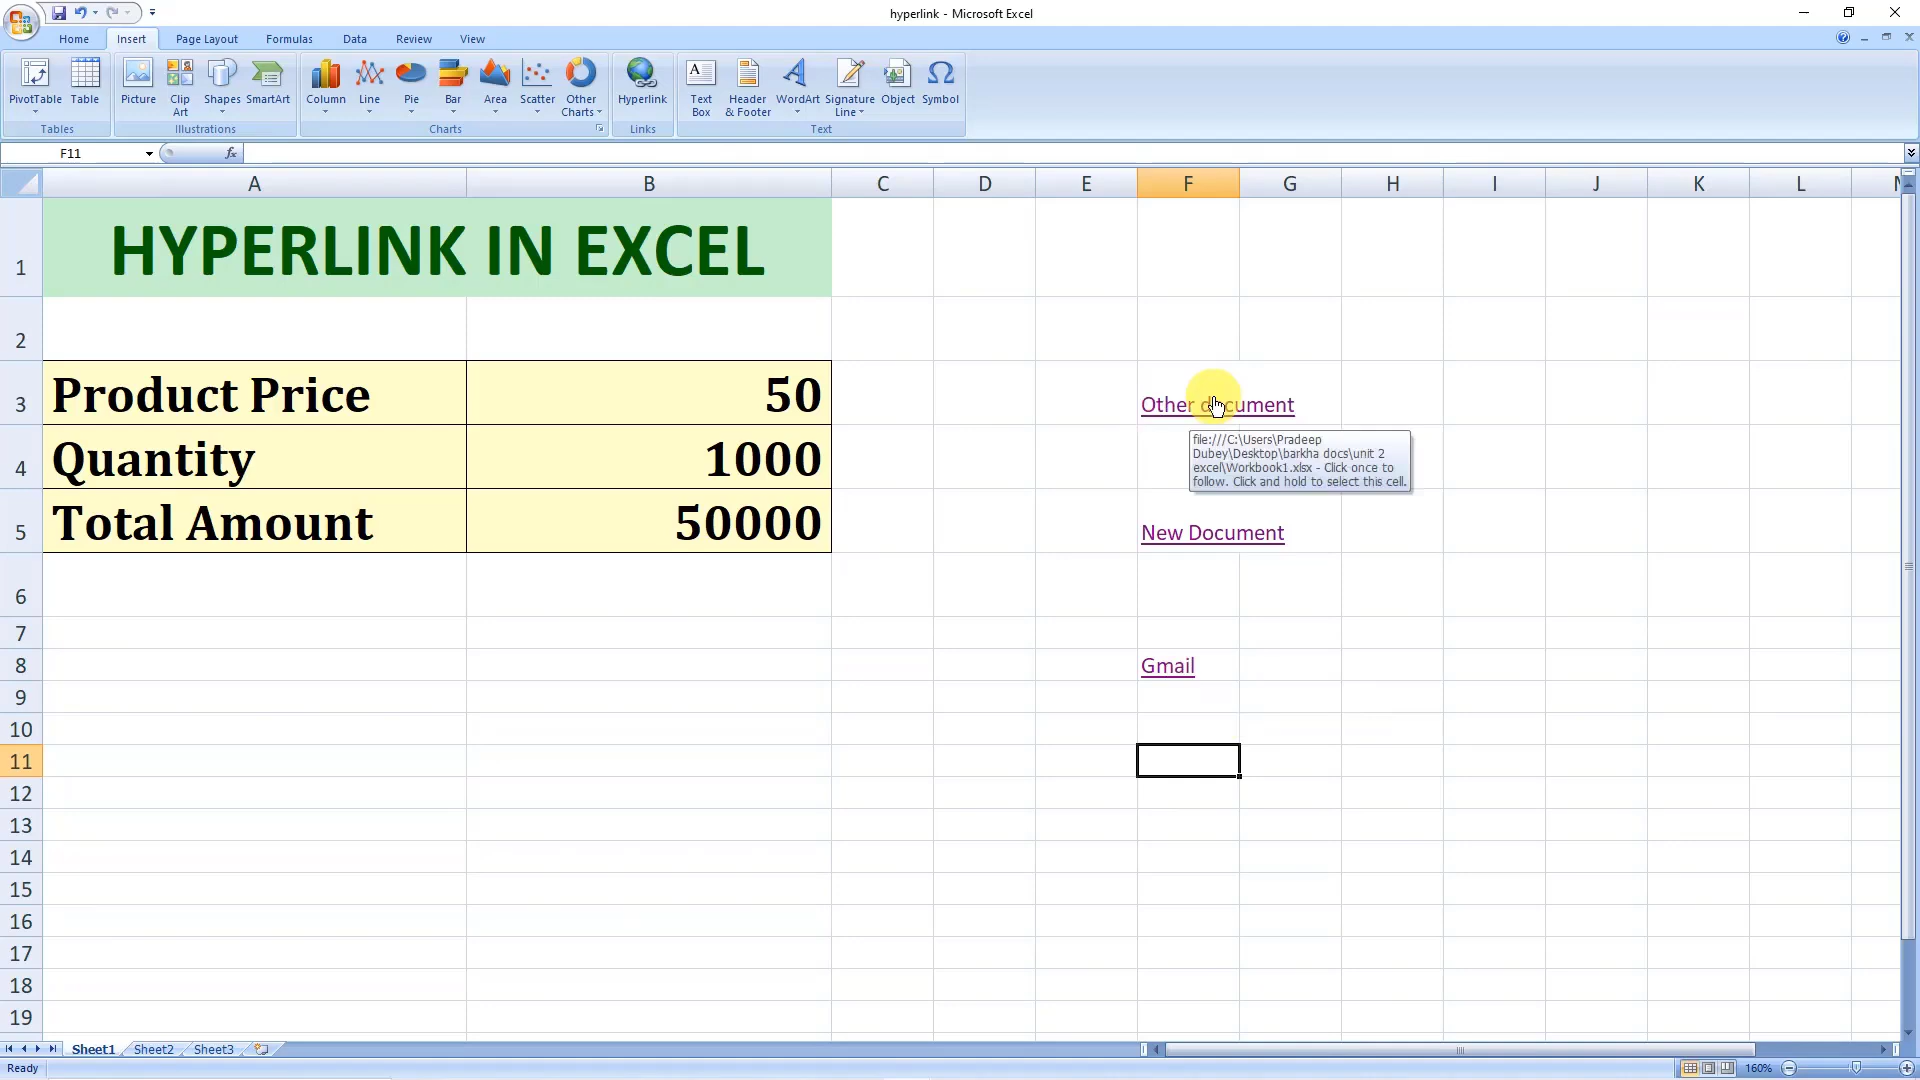 hyperlink - Microsoft Excel
Home Insert Page Layout Formulas Data Review View
PivotTable Table Picture Clip Art Shapes SmartArt Column Line Pie Bar Area Scatter Other Charts Hyperlink Text Box Header & Footer WordArt Signature Line Object Symbol
Tables Illustrations Charts Links Text
F11 fx
A B C D E F G H I J K L
1 HYPERLINK IN EXCEL
2
3 Product Price 50 Other document
file:///C:\Users\Pradeep
Dubey\Desktop\barkha docs\unit 2
excel\Workbook1.xlsx - Click once to
follow. Click and hold to select this cell.
4 Quantity 1000
5 Total Amount 50000 New Document
6
7
8 Gmail
9
10
11
12
13
14
15
16
17
18
19
Sheet1 Sheet2 Sheet3
Ready 160%